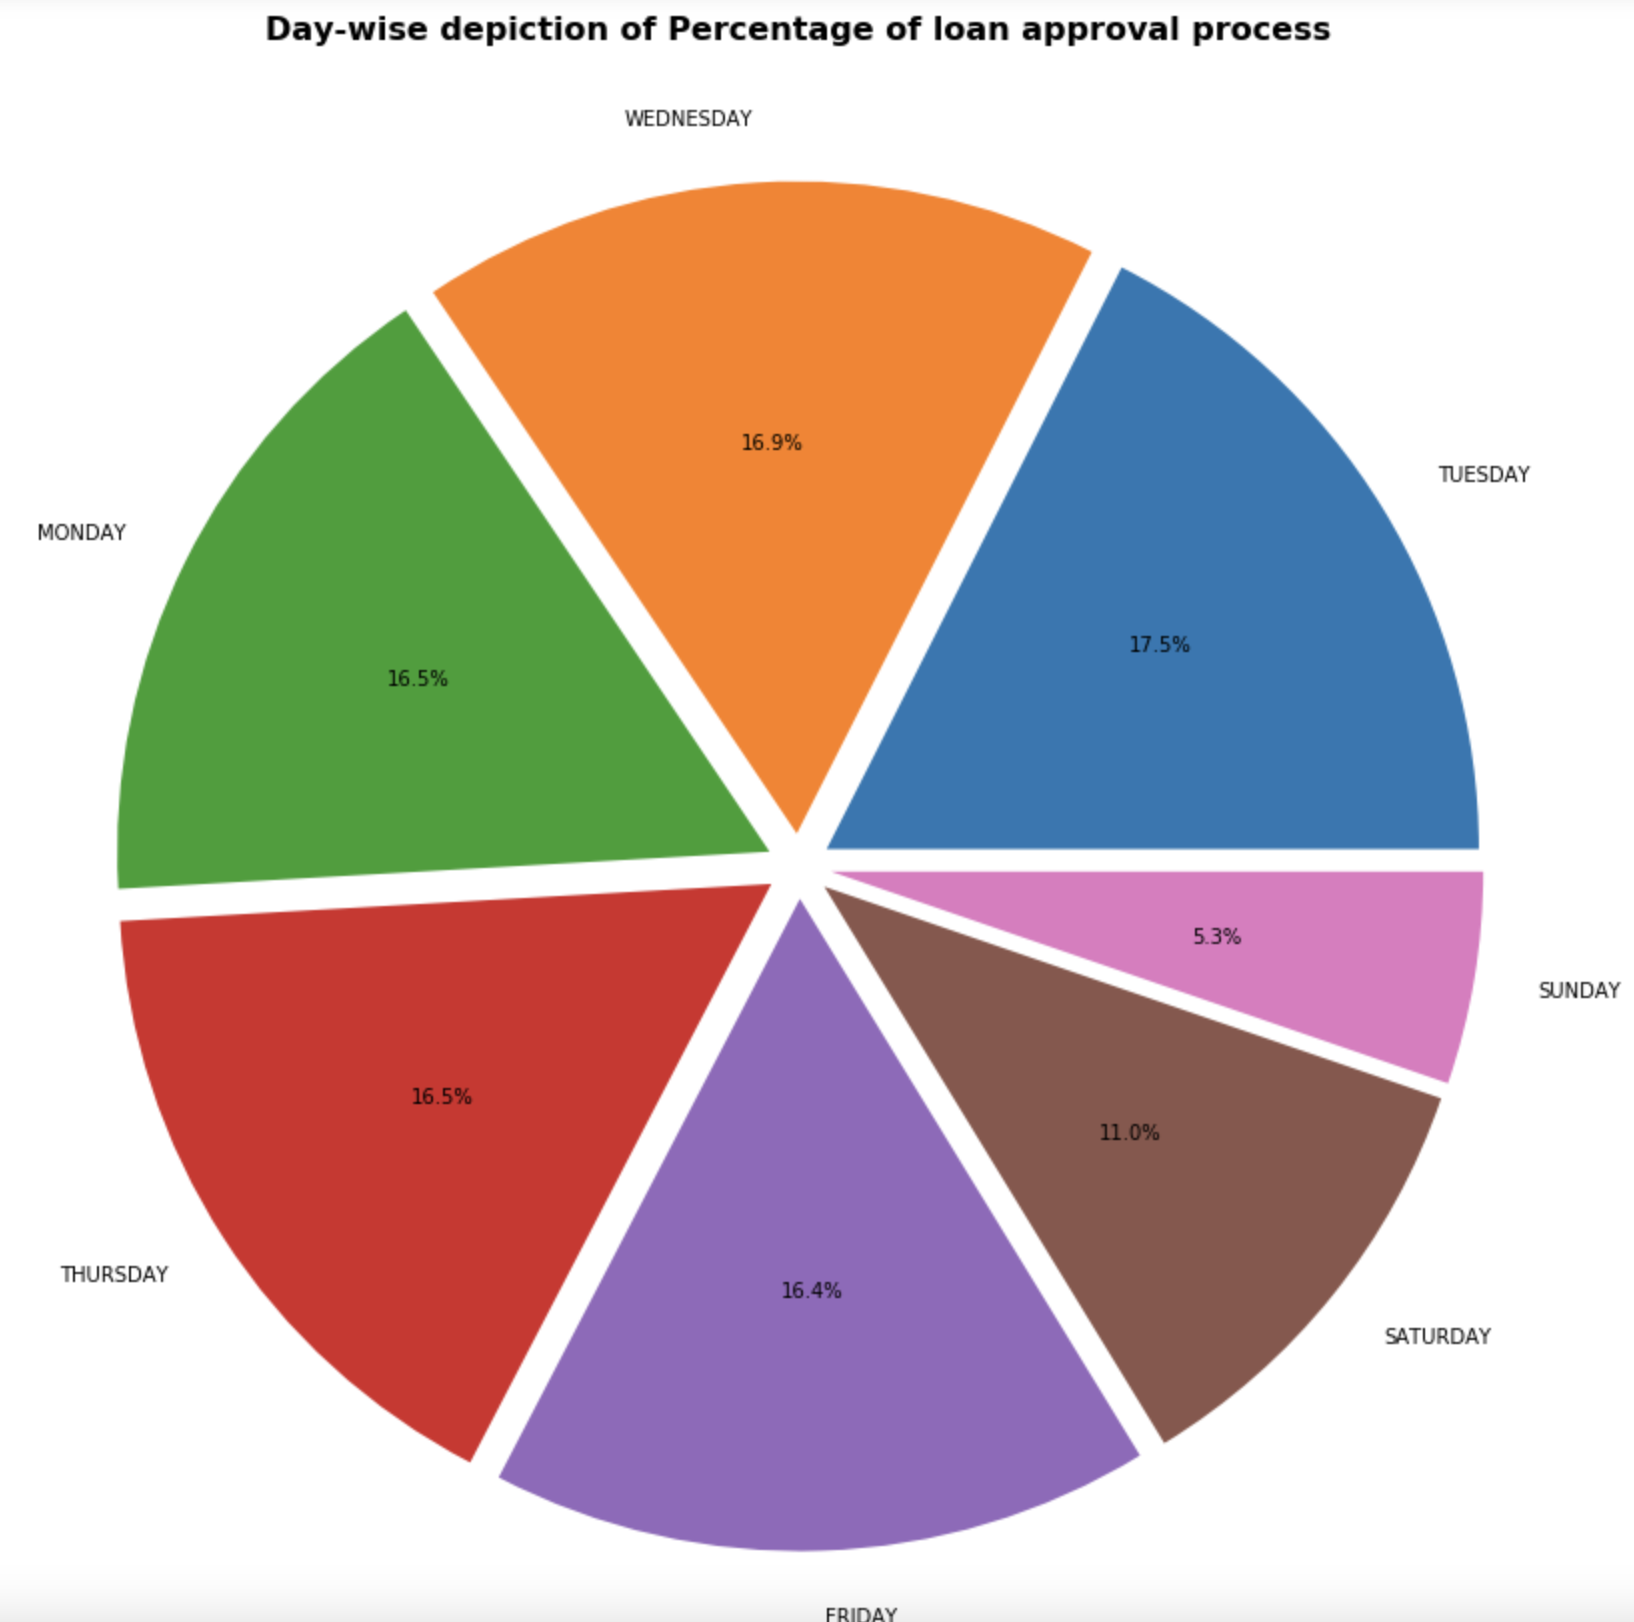 Day-wise depiction of Percentage of loan approval process
WEDNESDAY
16.9%
TUESDAY
17.5%
MONDAY
16.5%
5.3%
SUNDAY
16.5%
11.0%
THURSDAY
16.4%
SATURDAY
FRIDAY